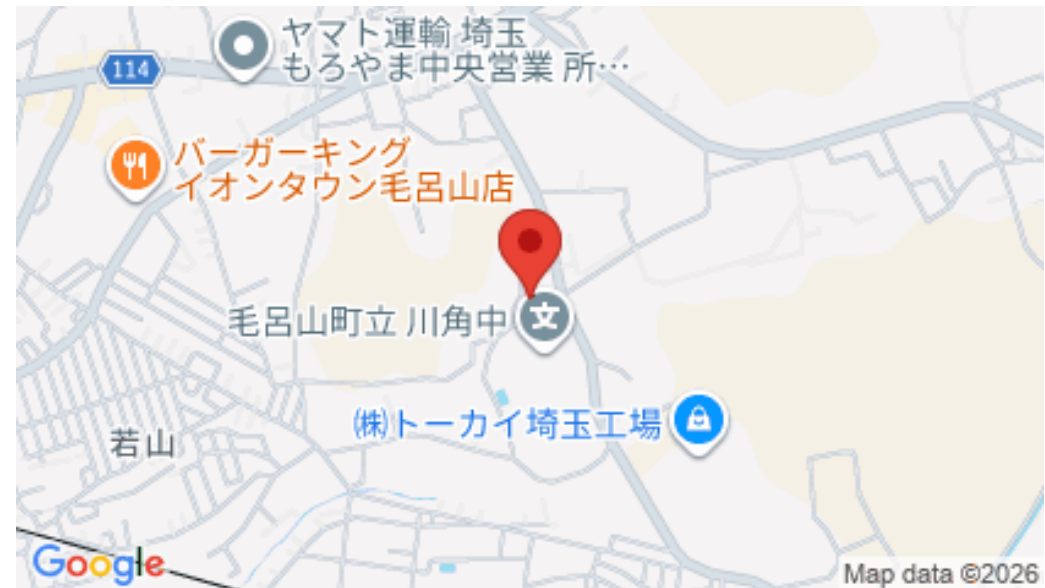 ヤマト運輸 埼玉
もろやま中央営業 所…
114
バーガーキング
イオンタウン毛呂山店
毛呂山町立 川角中
文
㈱トーカイ埼玉工場
若山
Google
Map data ©2026